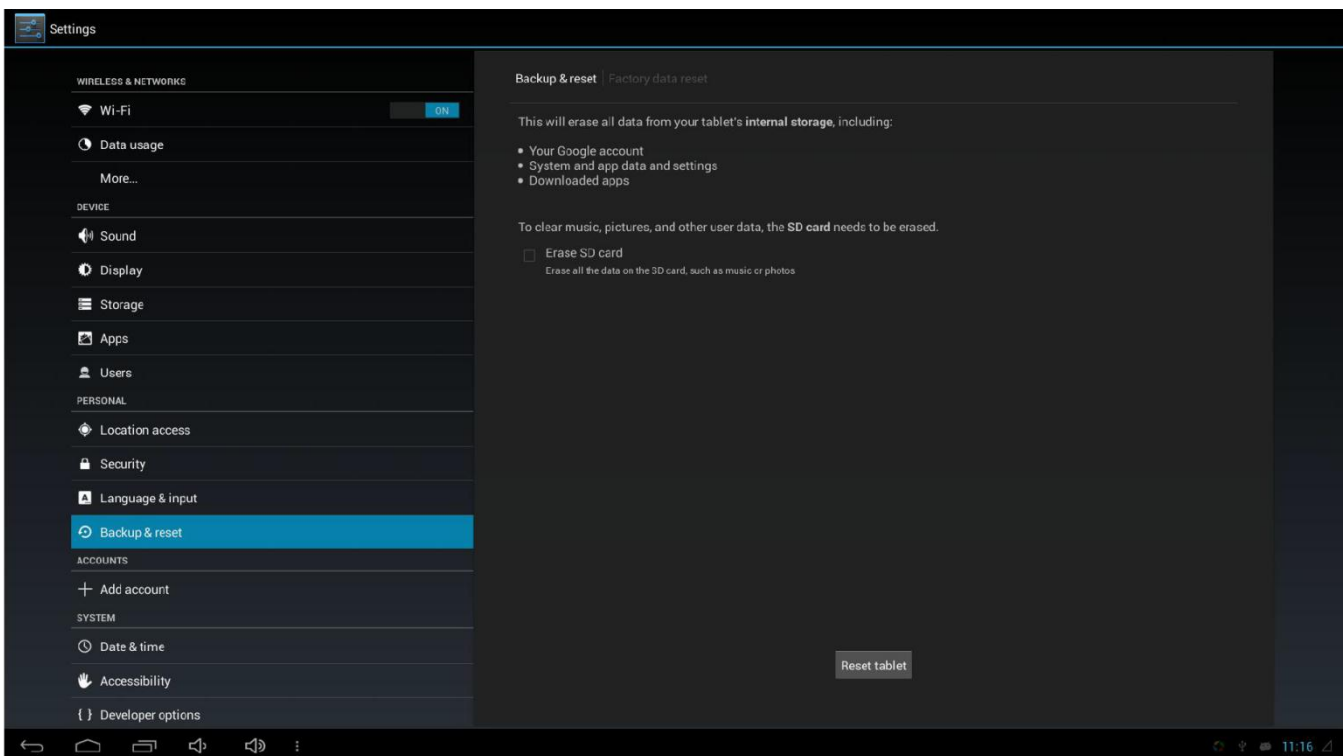 Settings
WIRELESS & NETWORKS
Wi-Fi
ON
Data usage
More...
DEVICE
Sound
Display
Storage
Apps
Users
PERSONAL
Location access
Security
Language & input
Backup & reset
ACCOUNTS
Add account
SYSTEM
Date & time
Accessibility
{ } Developer options
Backup & reset | Factory data reset
This will erase all data from your tablet's internal storage, including:
• Your Google account
• System and app data and settings
• Downloaded apps
To clear music, pictures, and other user data, the SD card needs to be erased.
Erase SD card
Erase all the data on the SD card, such as music or photos
Reset tablet
11:16